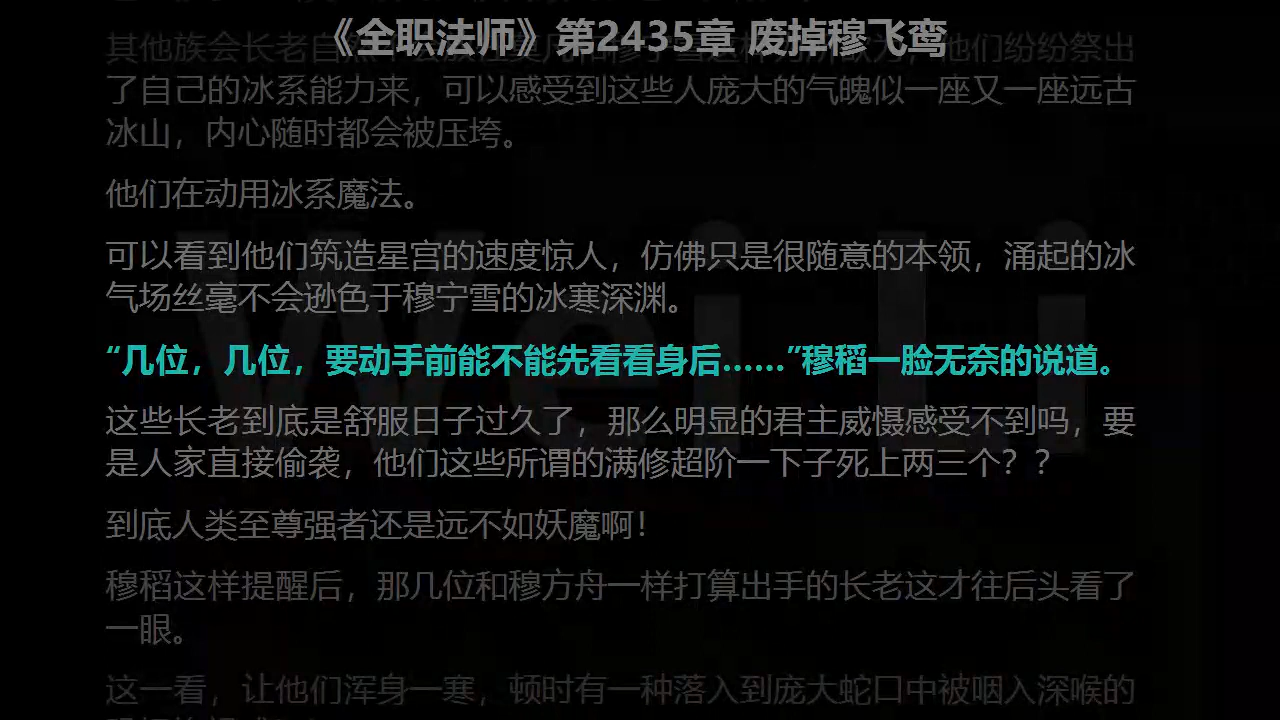 《全职法师》第2435章 废掉穆飞鸾
了自己的冰系能力来，可以感受到这些人庞大的气魄似一座又一座远古
冰山，内心随时都会被压垮。
他们在动用冰系魔法。
可以看到他们筑造星宫的速度惊人，仿佛只是很随意的本领，涌起的冰
气场丝毫不会逊色于穆宁雪的冰寒深渊。
“几位，几位，要动手前能不能先看看身后……”穆稻一脸无奈的说道。
这些长老到底是舒服日子过久了，那么明显的君主威慑感受不到吗，要
是人家直接偷袭，他们这些所谓的满修超阶一下子死上两三个？？
到底人类至尊强者还是远不如妖魔啊！
穆稻这样提醒后，那几位和穆方舟一样打算出手的长老这才往后头看了
一眼。
这一看，让他们浑身一寒，顿时有一种落入到庞大蛇口中被咽入深喉的
Wei li